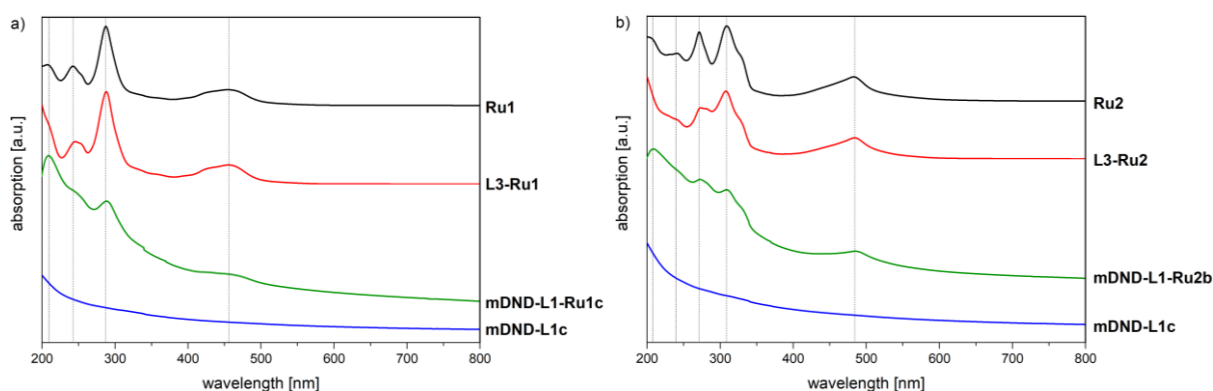 a)
absorption [a.u.]
Ru1
L3-Ru1
mDND-L1-Ru1c
mDND-L1c
200 300 400 500 600 700 800
wavelength [nm]
b)
absorption [a.u.]
Ru2
L3-Ru2
mDND-L1-Ru2b
mDND-L1c
200 300 400 500 600 700 800
wavelength [nm]